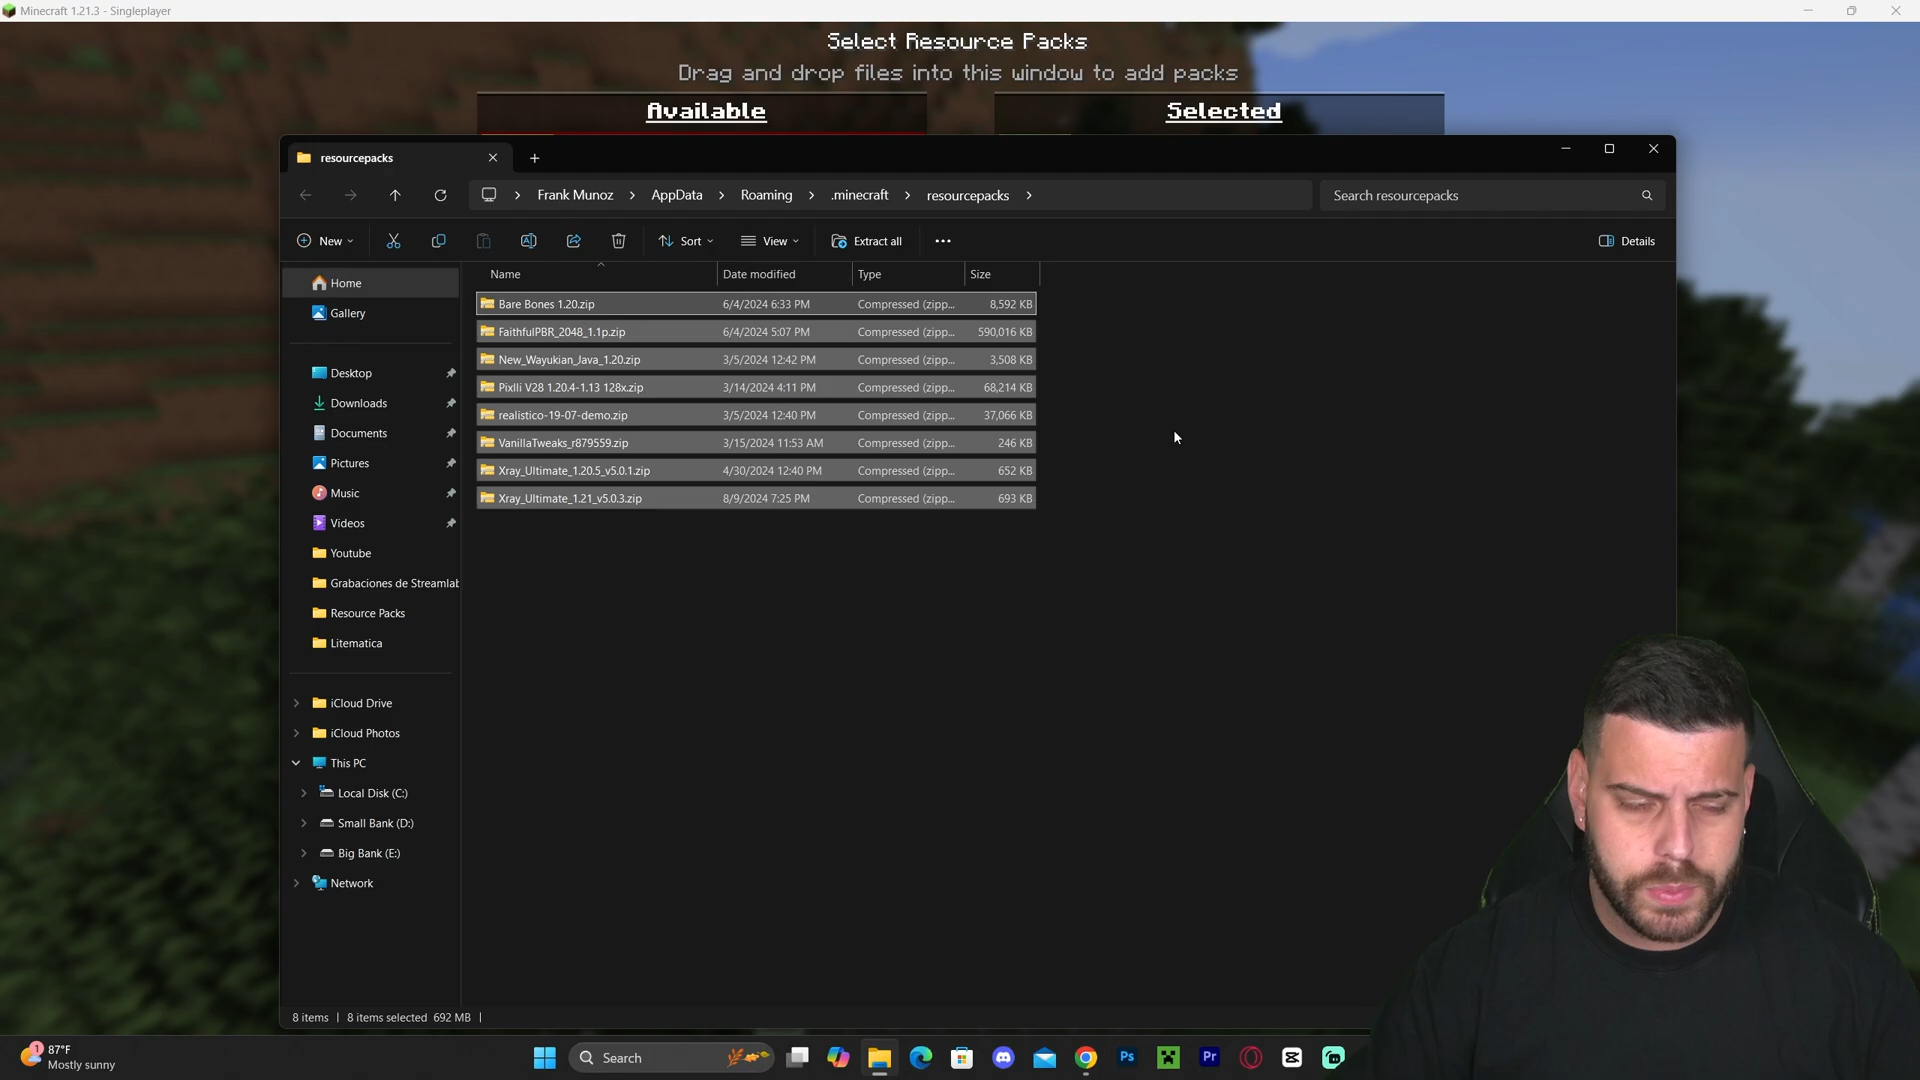 Minecraft 1.21.3 - Singleplayer
Select Resource Packs
Drag and drop files into this window to add packs
Available
Selected
resourcepacks
Frank Munoz > AppData > Roaming > .minecraft > resourcepacks >
Search resourcepacks
New
Sort
View
Extract all
Details
Name Date modified Type Size
Bare Bones 1.20.zip 6/4/2024 6:33 PM Compressed (zipp... 8,592 KB
FaithfulPBR_2048_1.1p.zip 6/4/2024 5:07 PM Compressed (zipp... 590,016 KB
New_Wayukian_Java_1.20.zip 3/5/2024 12:42 PM Compressed (zipp... 3,508 KB
Pixlli V28 1.20.4-1.13 128x.zip 3/14/2024 4:11 PM Compressed (zipp... 68,214 KB
realistico-19-07-demo.zip 3/5/2024 12:40 PM Compressed (zipp... 37,066 KB
VanillaTweaks_r879559.zip 3/15/2024 11:53 AM Compressed (zipp... 246 KB
Xray_Ultimate_1.20.5_v5.0.1.zip 4/30/2024 12:40 PM Compressed (zipp... 652 KB
Xray_Ultimate_1.21_v5.0.3.zip 8/9/2024 7:25 PM Compressed (zipp... 693 KB
Home
Gallery
Desktop
Downloads
Documents
Pictures
Music
Videos
Youtube
Grabaciones de Streamlab
Resource Packs
Litematica
iCloud Drive
iCloud Photos
This PC
Local Disk (C:)
Small Bank (D:)
Big Bank (E:)
Network
8 items | 8 items selected 692 MB |
1
87°F
Mostly sunny
Search
Ps
Pr